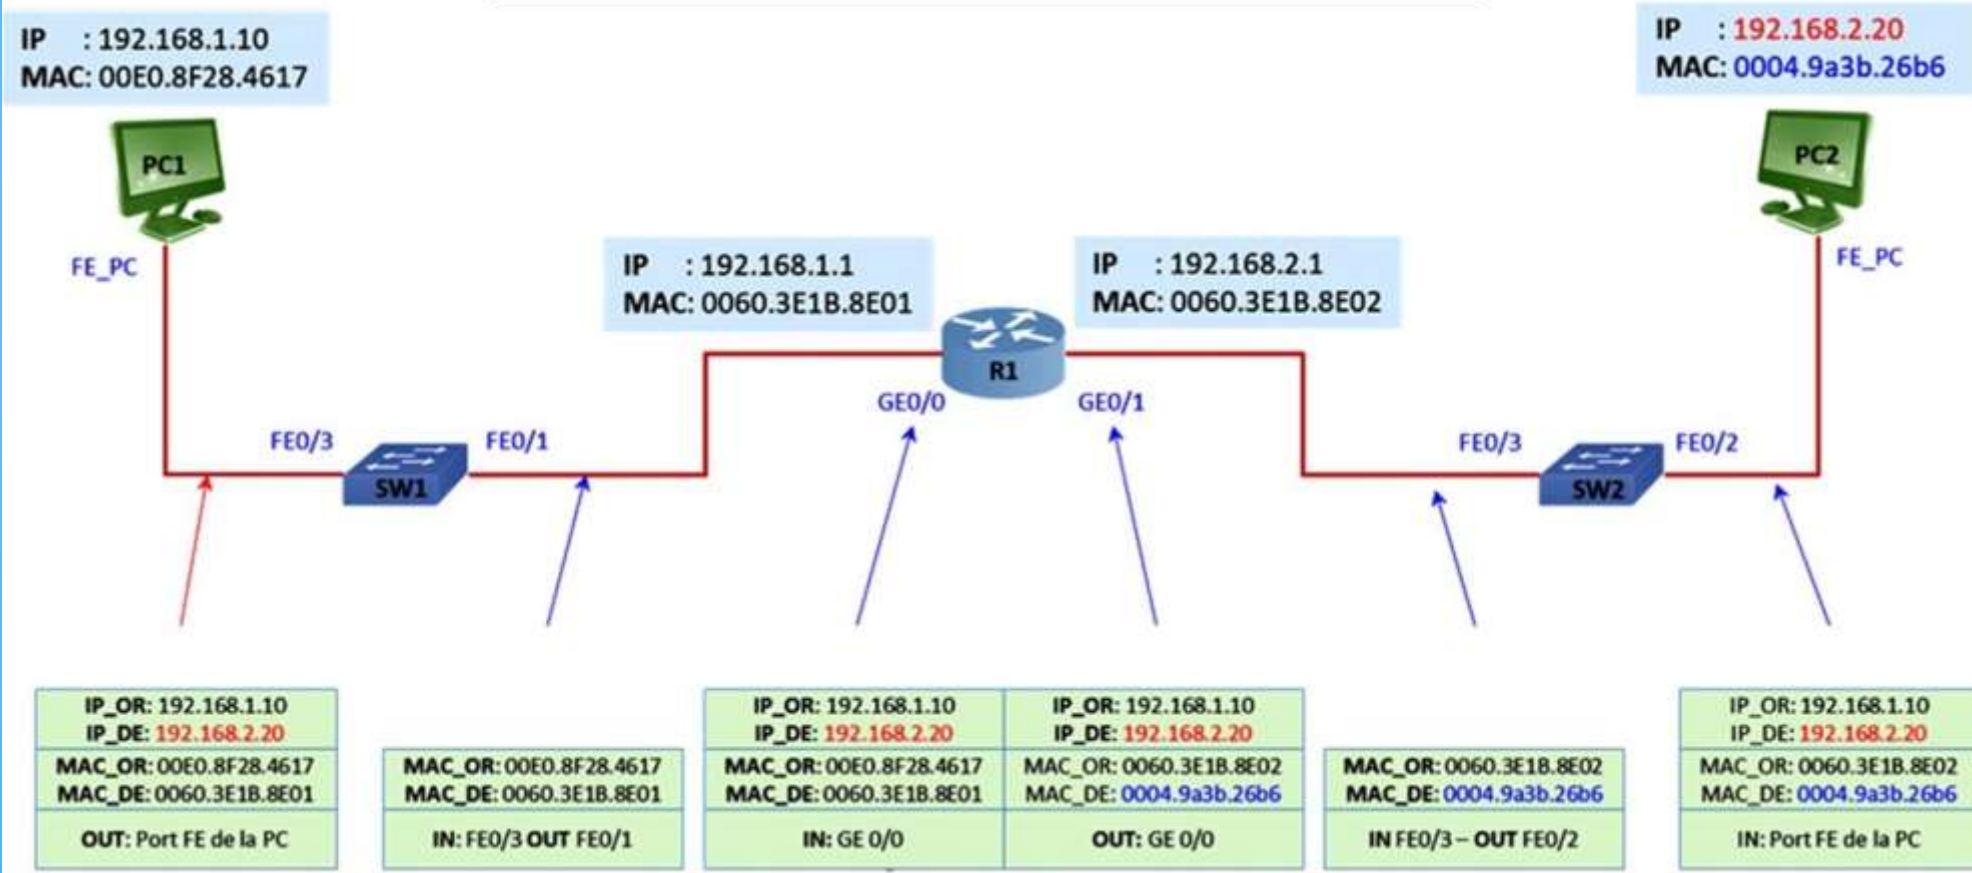 IP : 192.168.1.10
MAC: 00E0.8F28.4617
IP : 192.168.2.20
MAC: 0004.9a3b.26b6
PC1
PC2
FE_PC
FE_PC
IP : 192.168.1.1
MAC: 0060.3E1B.8E01
IP : 192.168.2.1
MAC: 0060.3E1B.8E02
R1
GE0/0
GE0/1
FE0/3
FE0/1
SW1
FE0/3
FE0/2
SW2
IP_OR: 192.168.1.10
IP_DE: 192.168.2.20
MAC_OR: 00E0.8F28.4617
MAC_DE: 0060.3E1B.8E01
OUT: Port FE de la PC
MAC_OR: 00E0.8F28.4617
MAC_DE: 0060.3E1B.8E01
IN: FE0/3 OUT FE0/1
IP_OR: 192.168.1.10
IP_DE: 192.168.2.20
MAC_OR: 00E0.8F28.4617
MAC_DE: 0060.3E1B.8E01
IN: GE 0/0
IP_OR: 192.168.1.10
IP_DE: 192.168.2.20
MAC_OR: 0060.3E1B.8E02
MAC_DE: 0004.9a3b.26b6
OUT: GE 0/0
MAC_OR: 0060.3E1B.8E02
MAC_DE: 0004.9a3b.26b6
IN FE0/3 – OUT FE0/2
IP_OR: 192.168.1.10
IP_DE: 192.168.2.20
MAC_OR: 0060.3E1B.8E02
MAC_DE: 0004.9a3b.26b6
IN: Port FE de la PC